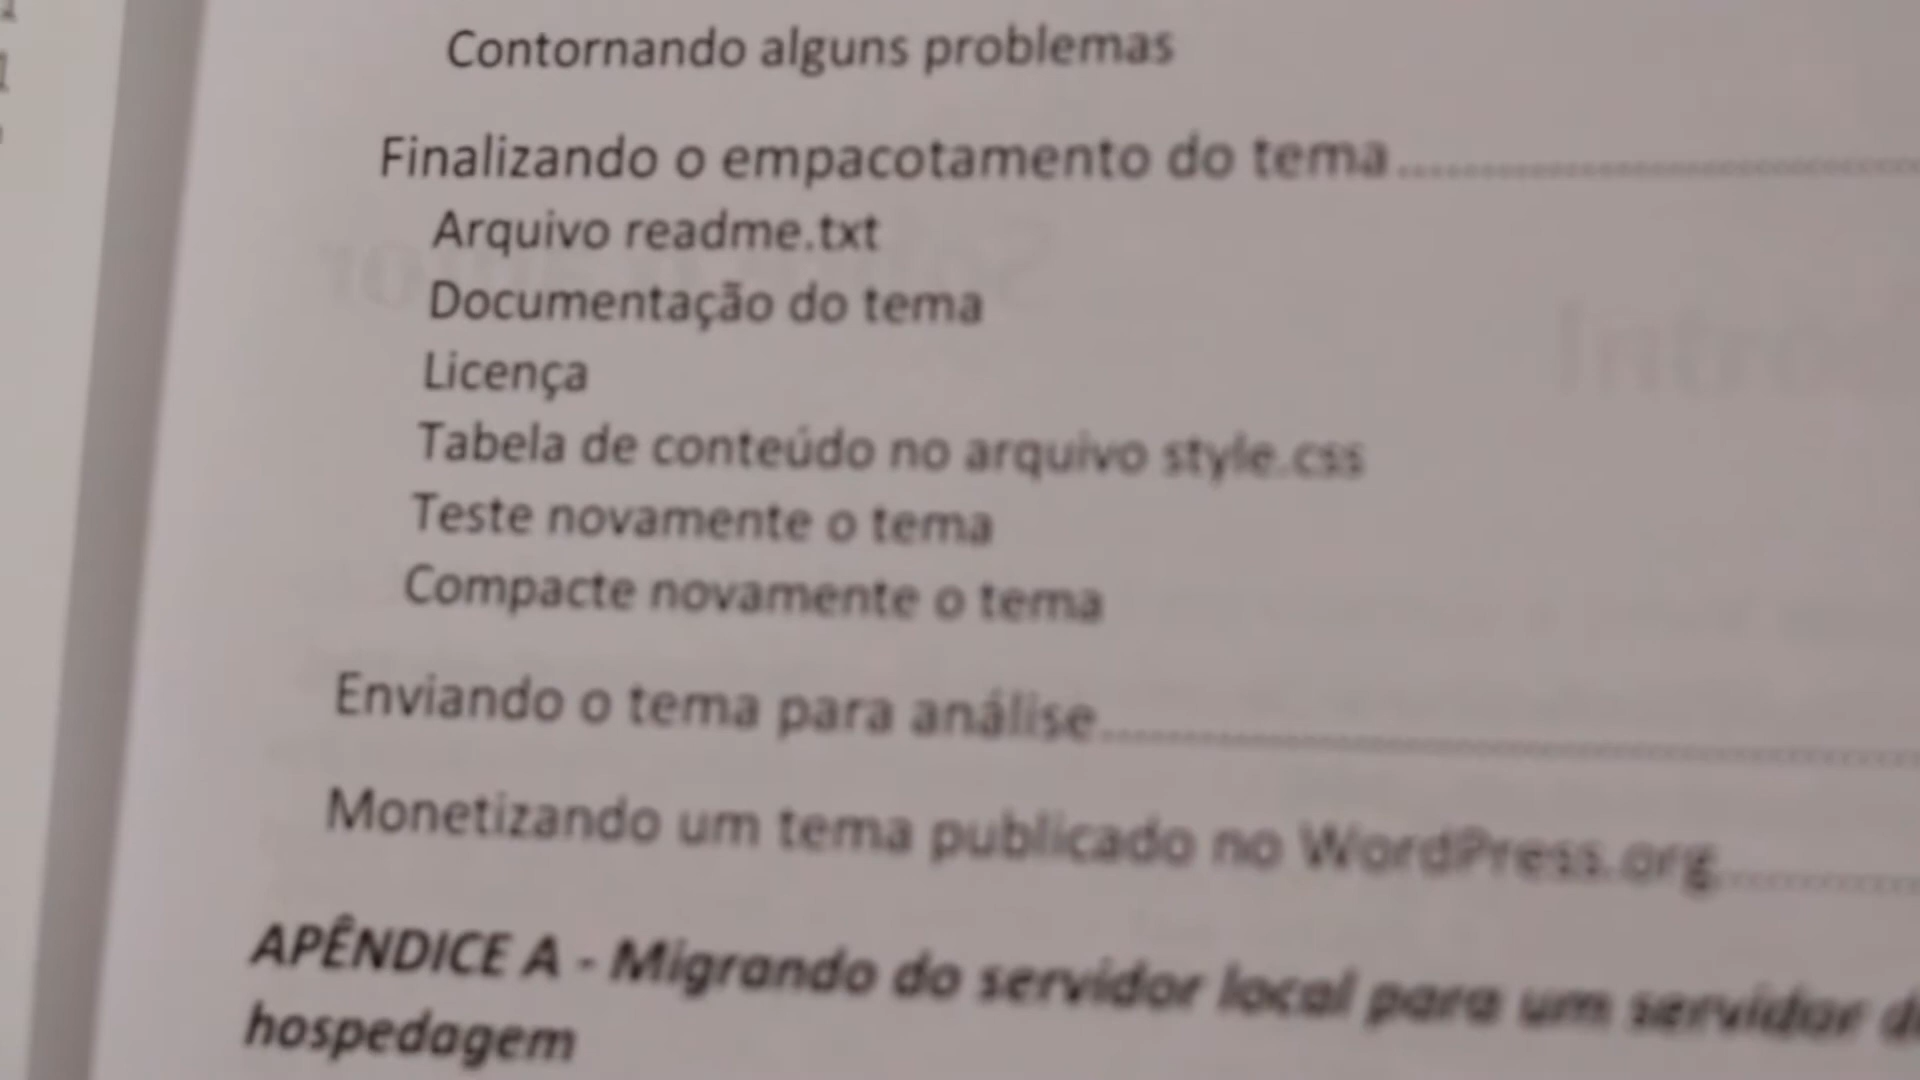 Contornando alguns problemas
Finalizando o empacotamento do tema
Arquivo readme.txt
Documentação do tema
Licença
Tabela de conteúdo no arquivo style.css
Teste novamente o tema
Compacte novamente o tema
Enviando o tema para análise
Monetizando um tema publicado no WordPress.org
APÊNDICE A - Migrando do servidor local para um servidor
hospedagem